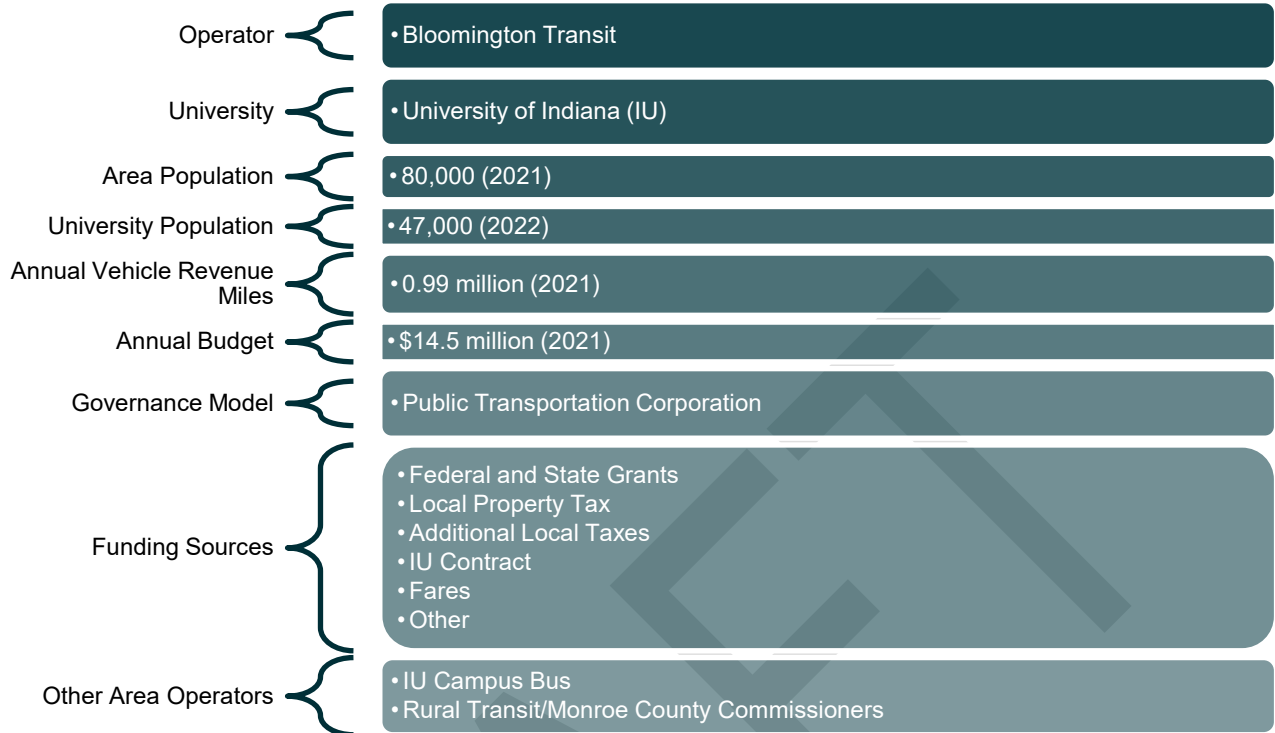 Operator
•Bloomington Transit
University
•University of Indiana (IU)
Area Population
•80,000 (2021)
University Population
•47,000 (2022)
Annual Vehicle Revenue
Miles
•0.99 million (2021)
Annual Budget
•$14.5 million (2021)
Governance Model
•Public Transportation Corporation
Funding Sources
•Federal and State Grants
•Local Property Tax
•Additional Local Taxes
•IU Contract
•Fares
•Other
Other Area Operators
•IU Campus Bus
•Rural Transit/Monroe County Commissioners